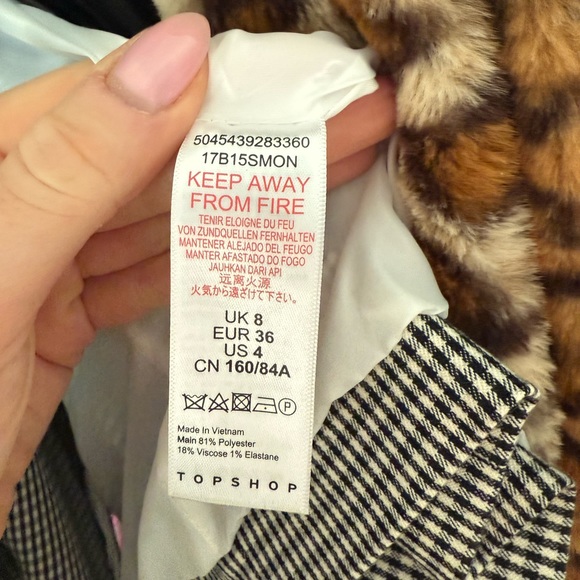 5045439283360
17B15SMON
KEEP AWAY
FROM FIRE
TENIR ELOIGNE DU FEU
VON ZUNDQUELLEN FERNHALTEN
MANTENER ALEJADO DEL FEUGO
MANTER AFASTADO DO FOGO
JAUHKAN DARI API
远离火源
火気から遠ざけて下さい。
UK 8
EUR 36
US 4
CN 160/84A
P
Made In Vietnam
Main 81% Polyester
18% Viscose 1% Elastane
TOPSHOP